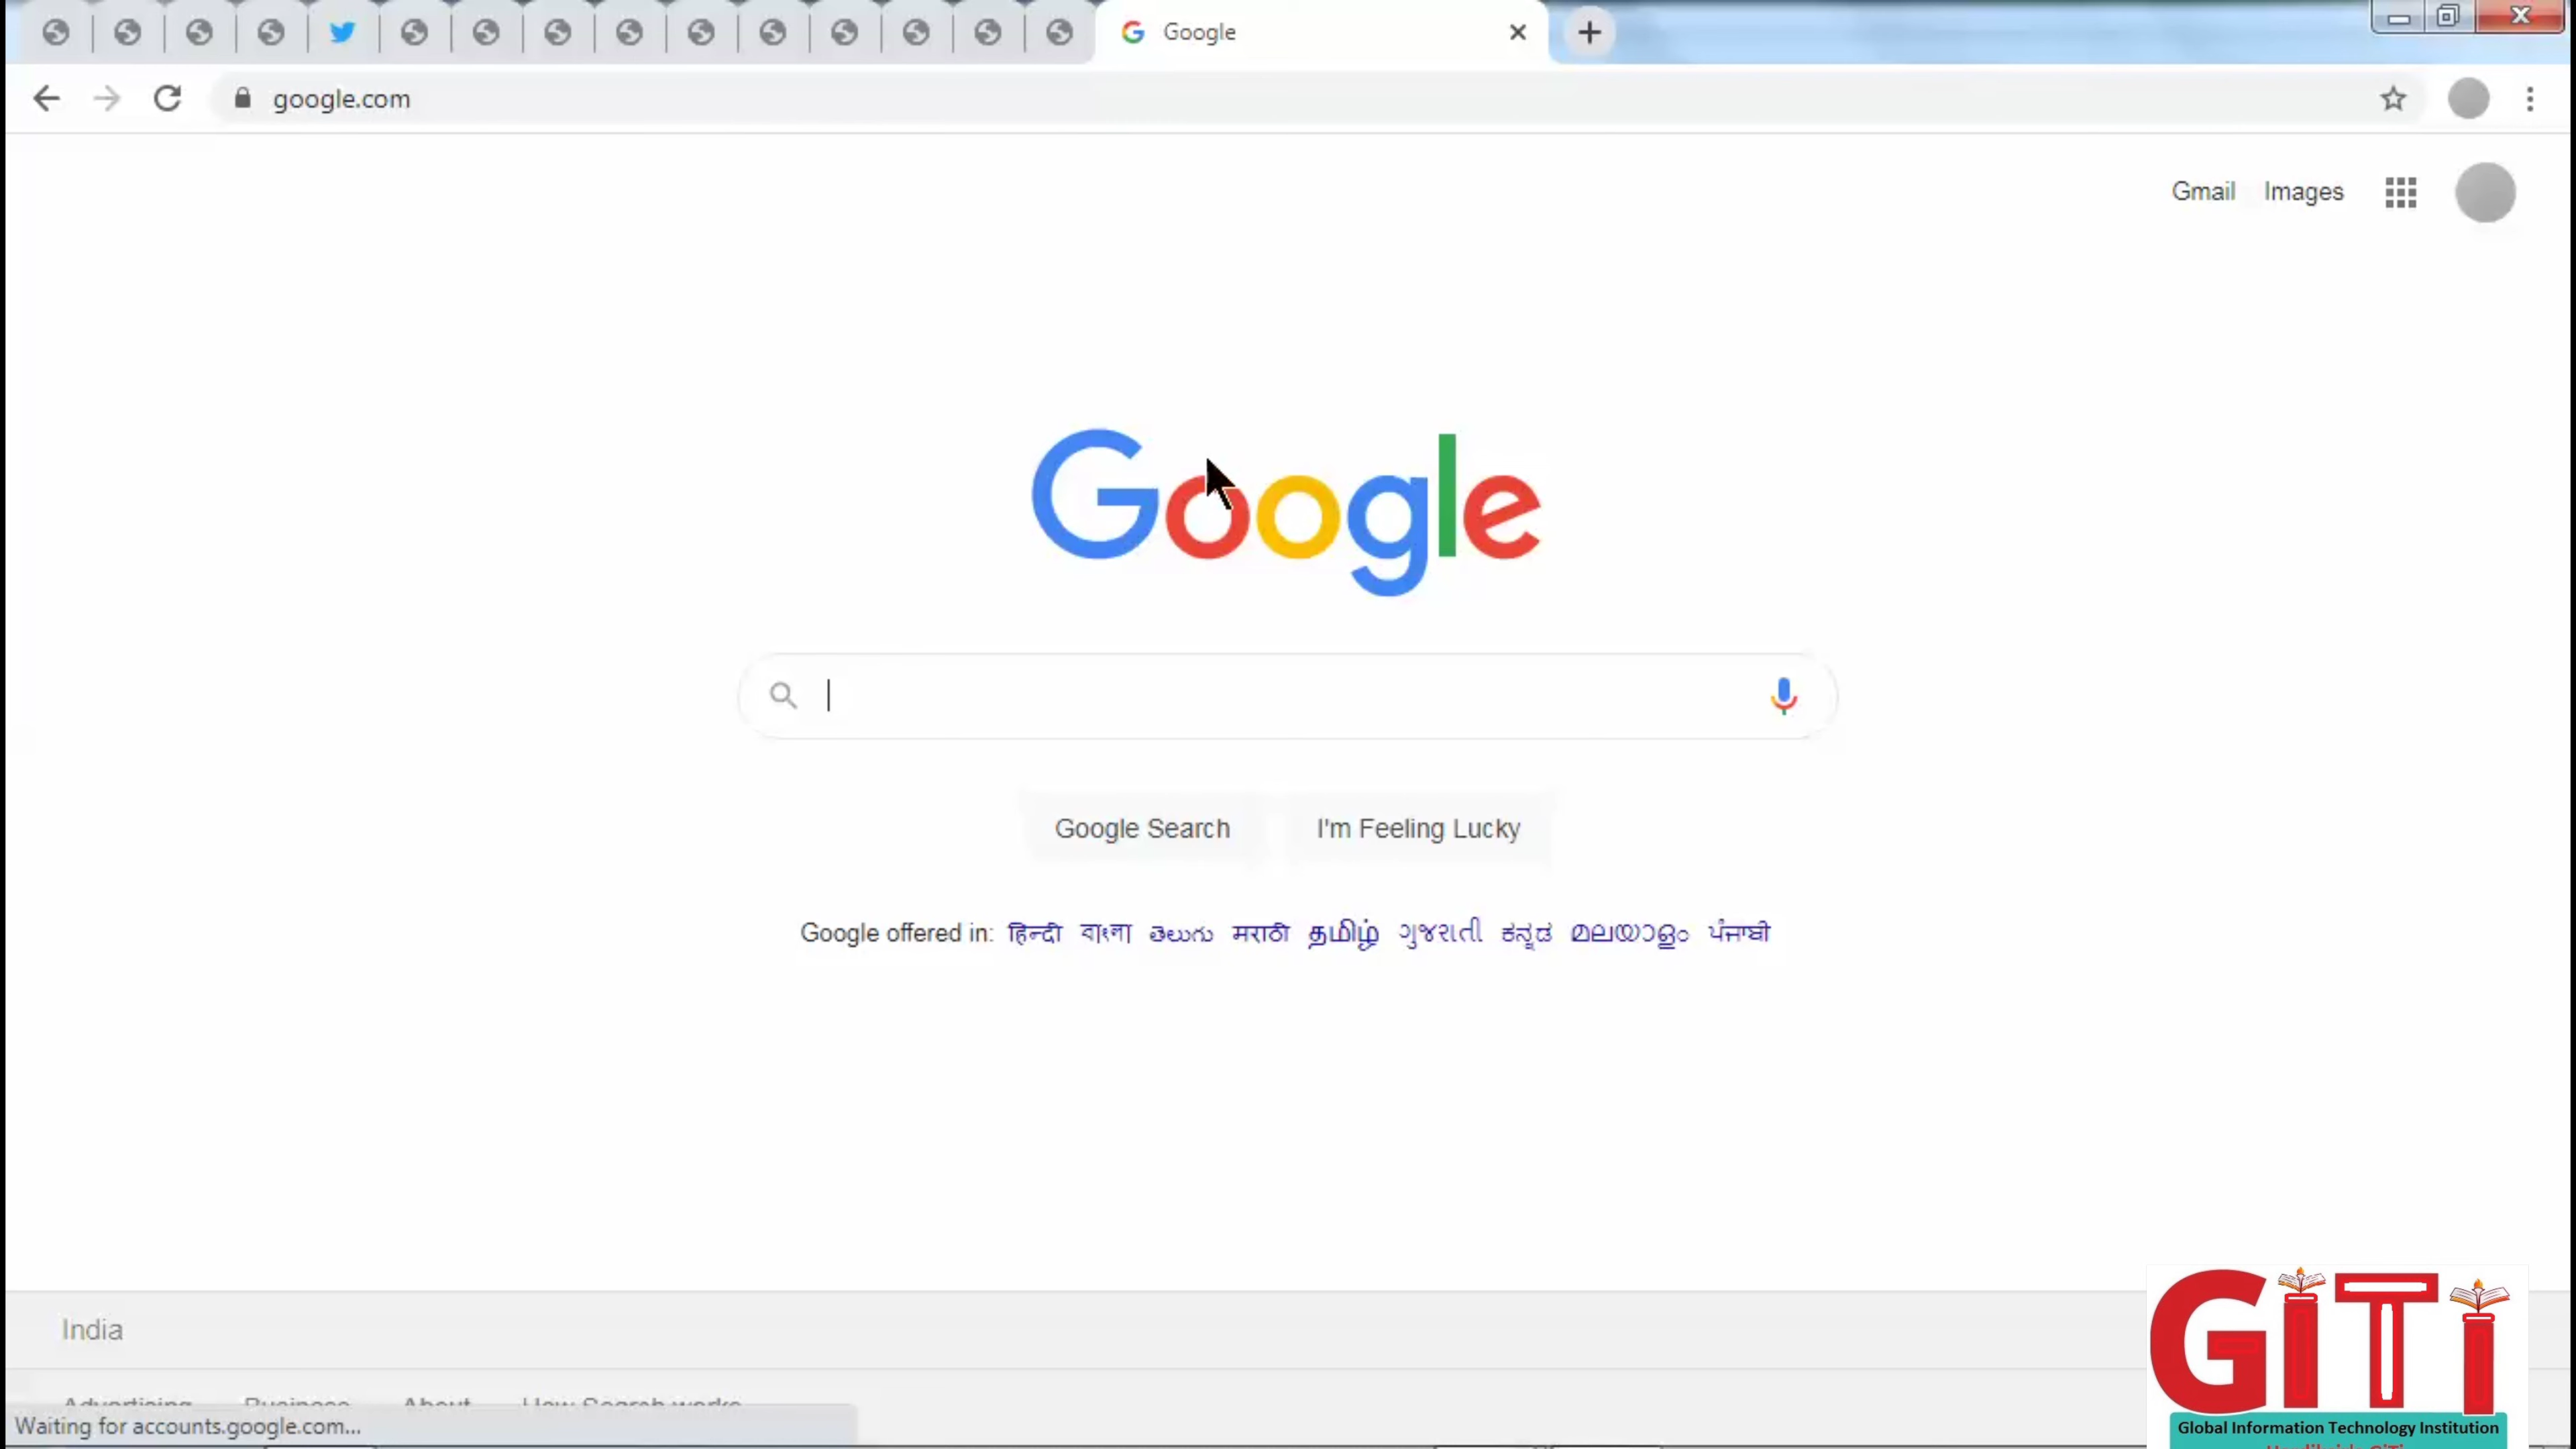 Google
google.com
Gmail Images
Google
Google Search I'm Feeling Lucky
Google offered in: हिन्दी বাংলা తెలుగు मराठी தமிழ் ગુજરાતી ಕನ್ನಡ മലയാളം ਪੰਜਾਬੀ
India
Advertising Business About How Search works
Waiting for accounts.google.com...
GiTi
Global Information Technology Institution